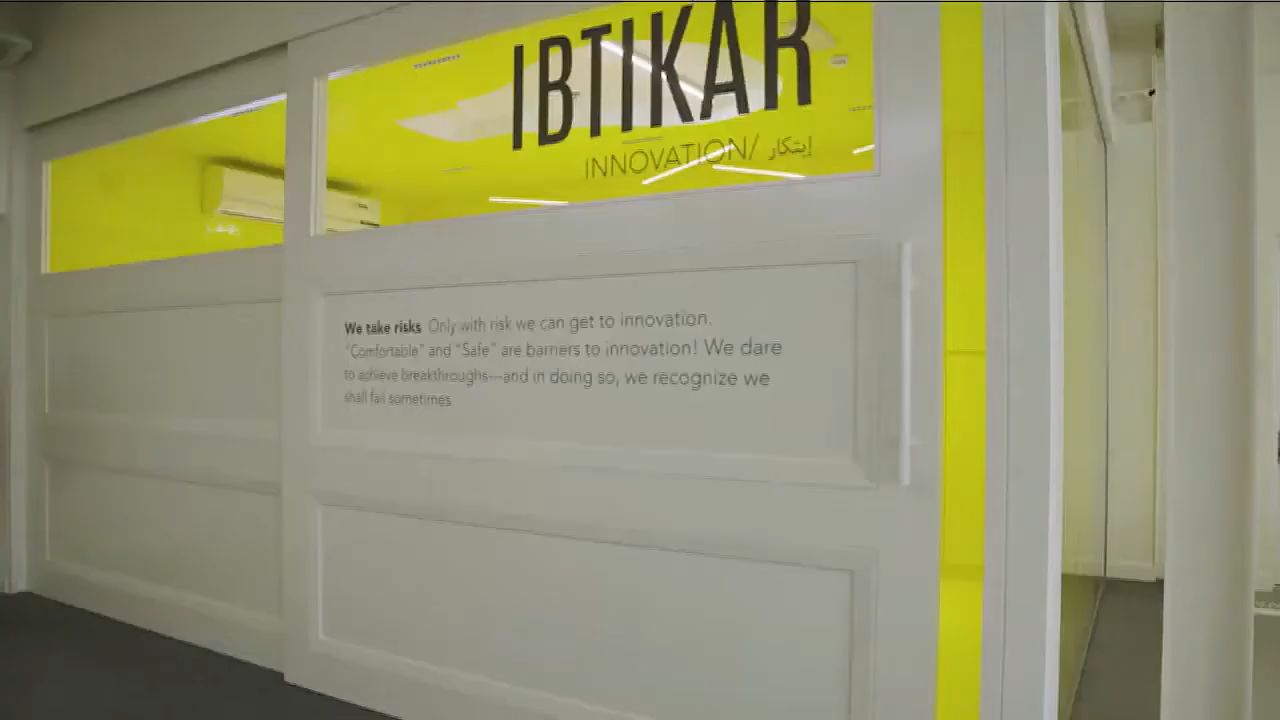 IBTIKAR
INNOVATION/ إبتكار
We take risks Only with risk we can get to innovation.
"Comfortable" and "Safe" are barriers to innovation! We dare
to achieve breakthroughs—and in doing so, we recognize we
shall fail sometimes.